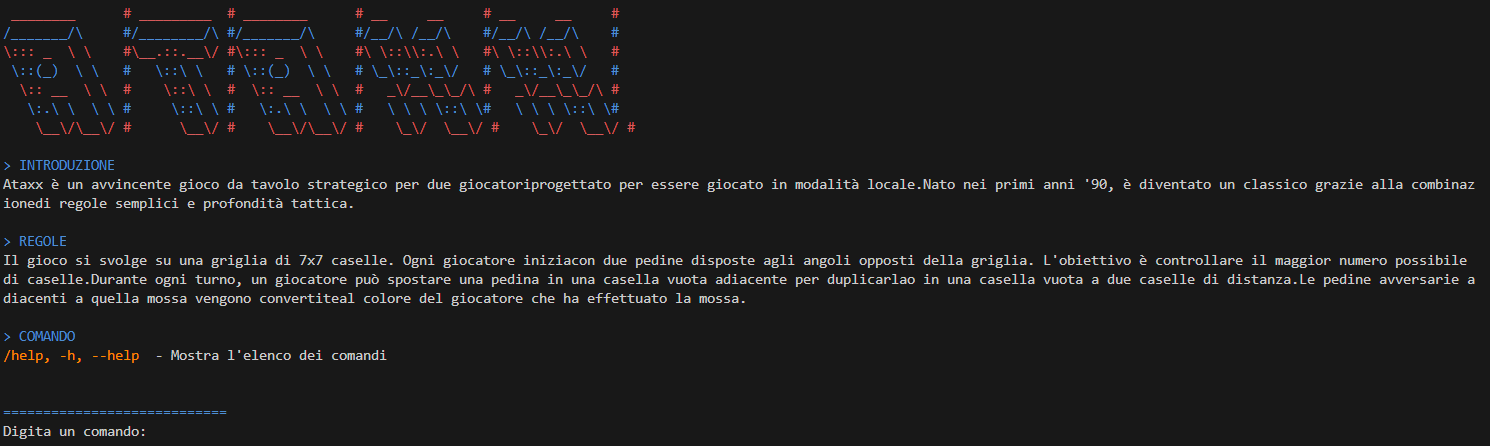 ________      # _________  # ________      # __     __     # __     __     #
/_______/\     #/________/\ #/_______/\     #/__/\ /__/\    #/__/\ /__/\    #
\::: _  \ \    #\__.::.__\/ #\::: _  \ \    #\ \::\\:.\ \   #\ \::\\:.\ \   #
 \::(_)  \ \   #   \::\ \   # \::(_)  \ \   # \_\::_\:_\/   # \_\::_\:_\/   #
  \:: __  \ \  #    \::\ \  #  \:: __  \ \  #   _\/__\_\_/\ #   _\/__\_\_/\ #
   \:.\ \  \ \ #     \::\ \ #   \:.\ \  \ \ #   \ \ \ \::\ \#   \ \ \ \::\ \#
    \__\/\__\/ #      \__\/ #    \__\/\__\/ #    \_\/  \__\/ #    \_\/  \__\/ #
> INTRODUZIONE
Ataxx è un avvincente gioco da tavolo strategico per due giocatoriprogettato per essere giocato in modalità locale.Nato nei primi anni '90, è diventato un classico grazie alla combinaz
ionedi regole semplici e profondità tattica.
> REGOLE
Il gioco si svolge su una griglia di 7x7 caselle. Ogni giocatore iniziacon due pedine disposte agli angoli opposti della griglia. L'obiettivo è controllare il maggior numero possibile
di caselle.Durante ogni turno, un giocatore può spostare una pedina in una casella vuota adiacente per duplicarlao in una casella vuota a due caselle di distanza.Le pedine avversarie a
diacenti a quella mossa vengono convertiteal colore del giocatore che ha effettuato la mossa.
> COMANDO
/help, -h, --help  - Mostra l'elenco dei comandi
============================
Digita un comando: